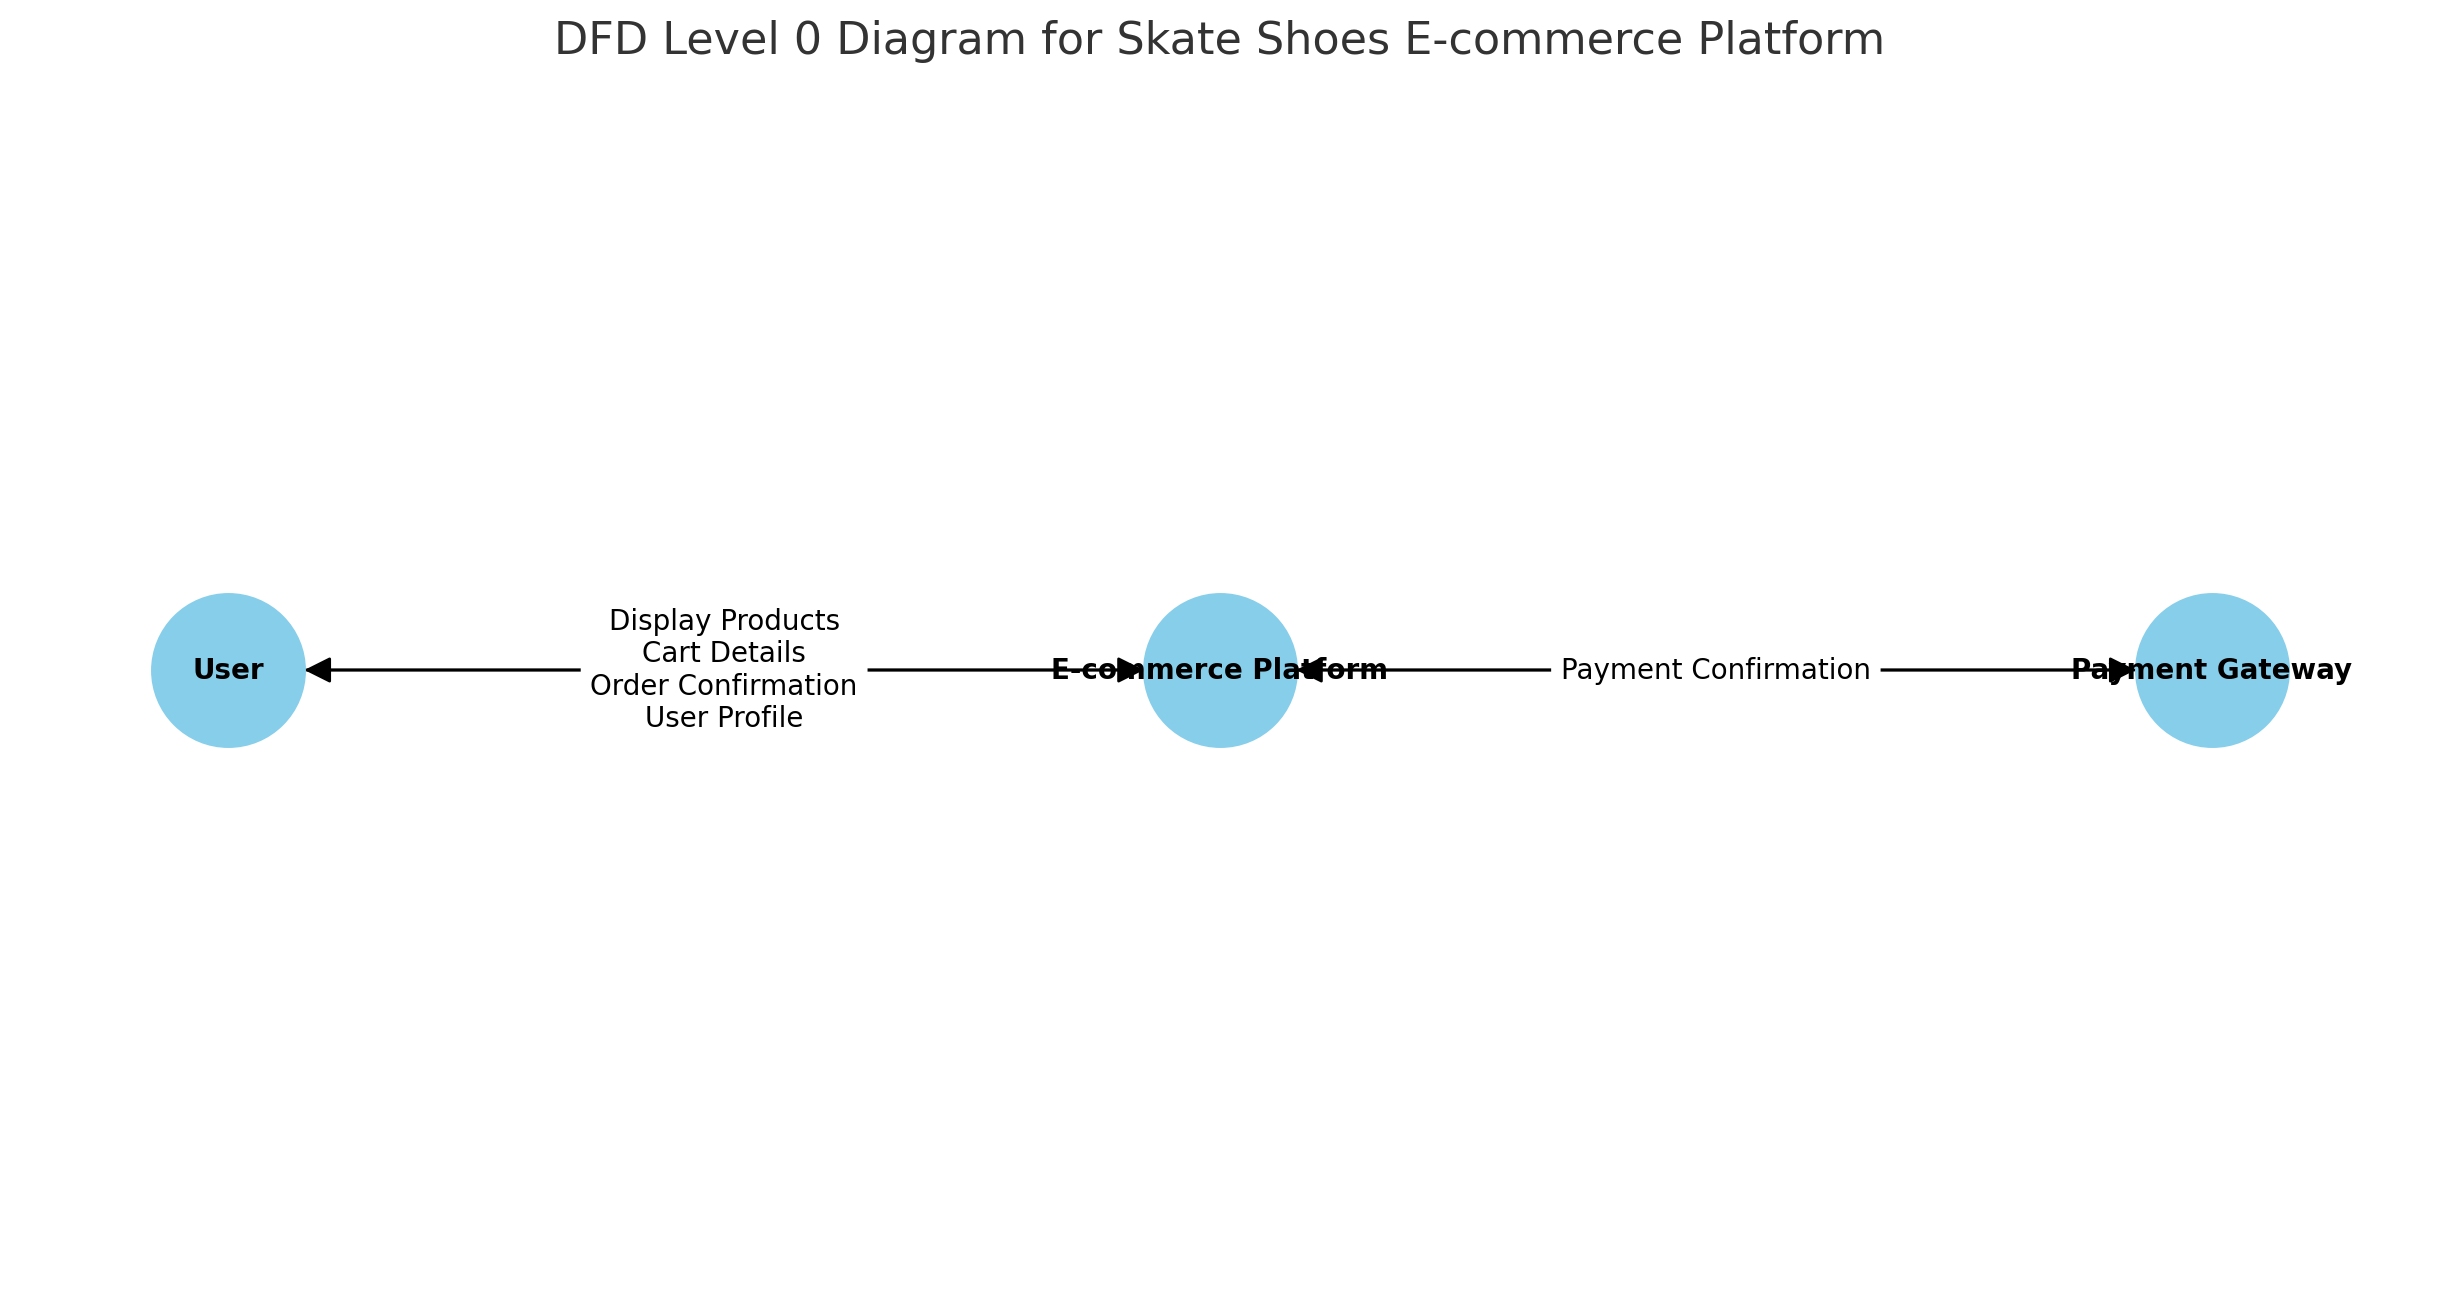 DFD Level 0 Diagram for Skate Shoes E-commerce Platform
Display Products
Cart Details
Order Confirmation
User Profile
User
E-commerce Platform
Payment Confirmation
Payment Gateway